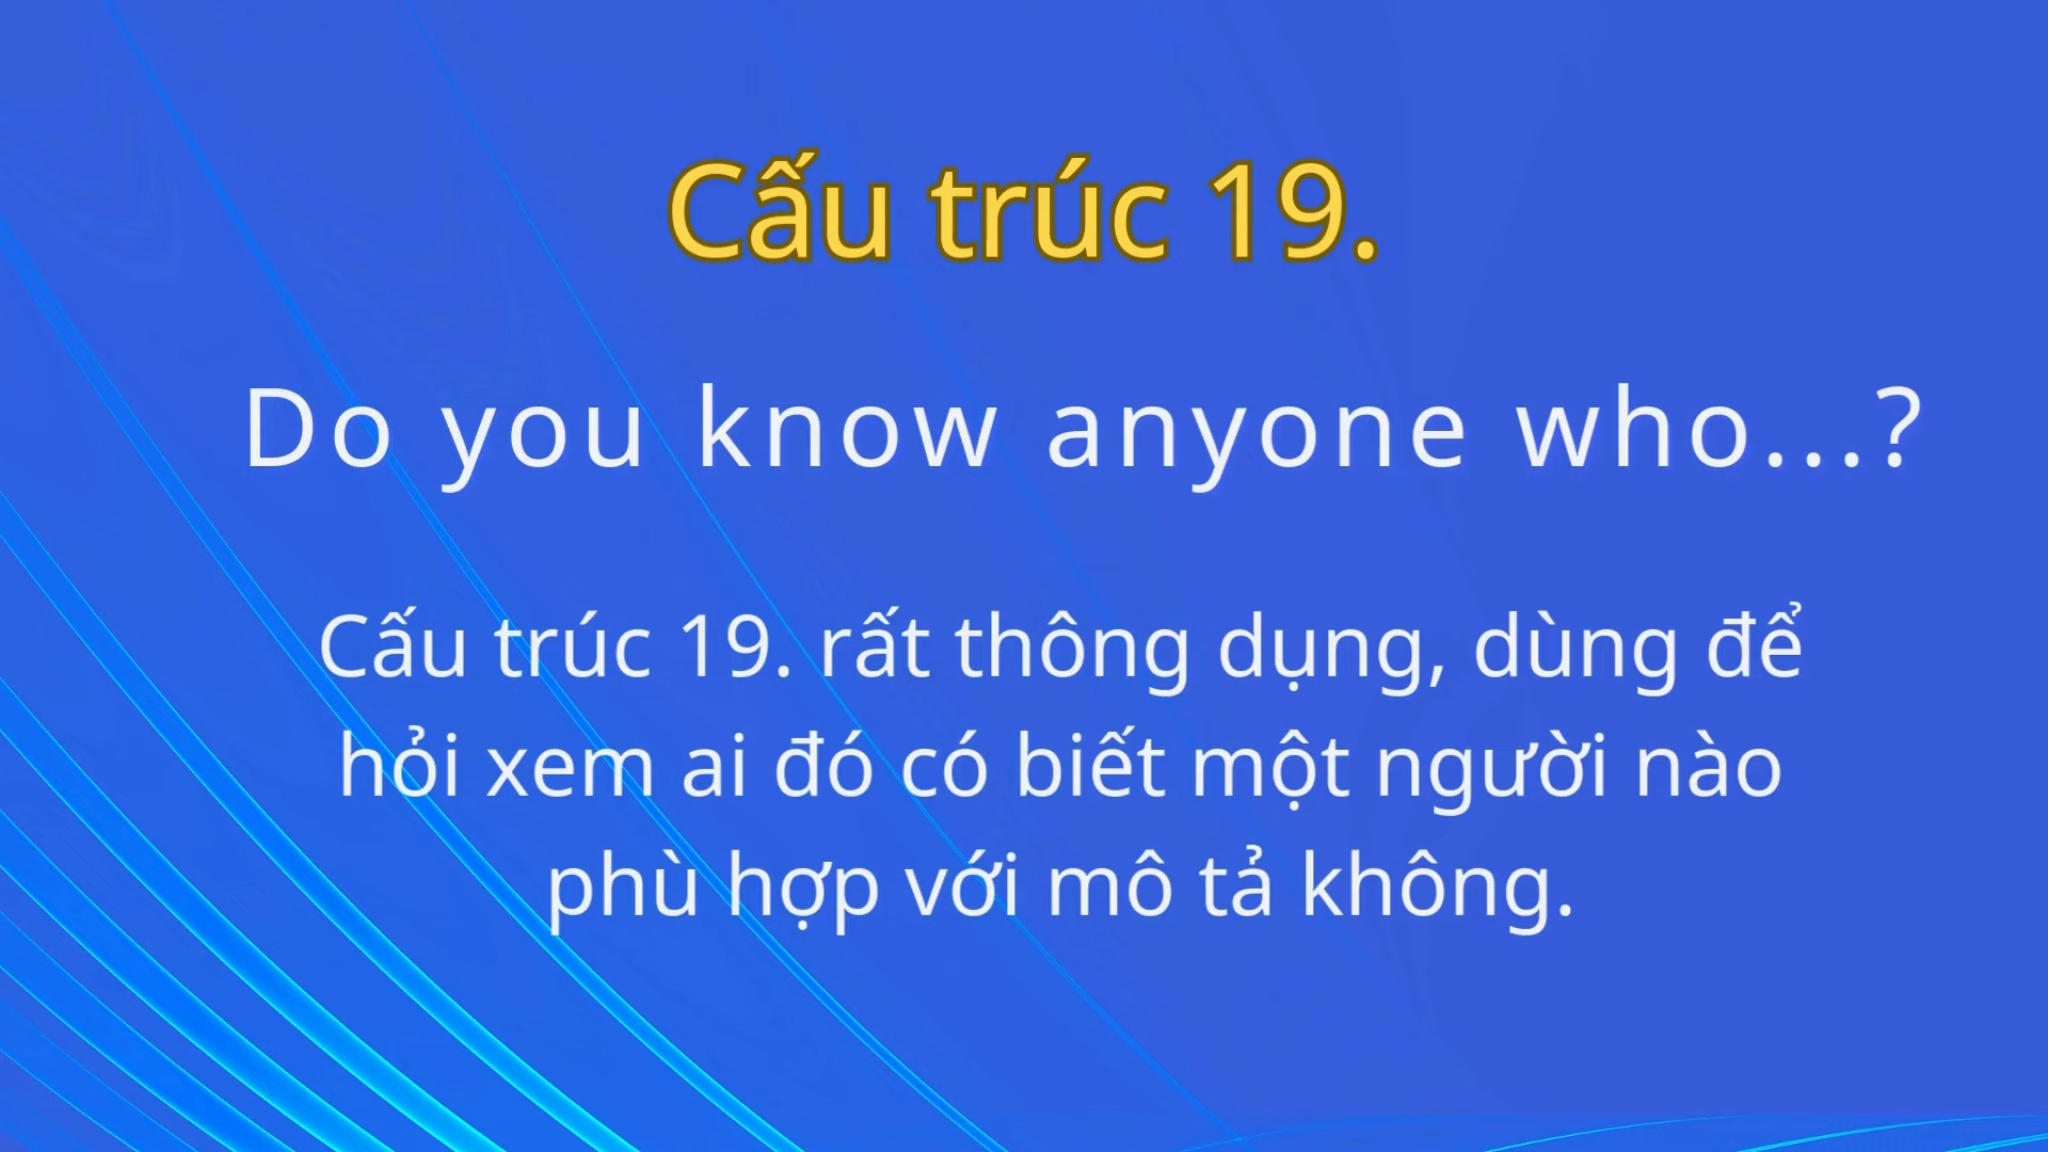 Cấu trúc 19.
Do you know anyone who...?
Cấu trúc 19. rất thông dụng, dùng để
hỏi xem ai đó có biết một người nào
phù hợp với mô tả không.